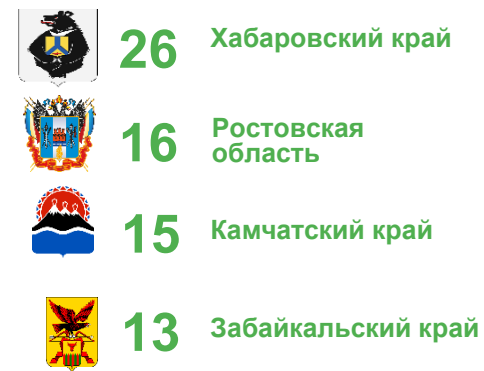 26 Хабаровский край
16 Ростовская
область
15 Камчатский край
13 Забайкальский край